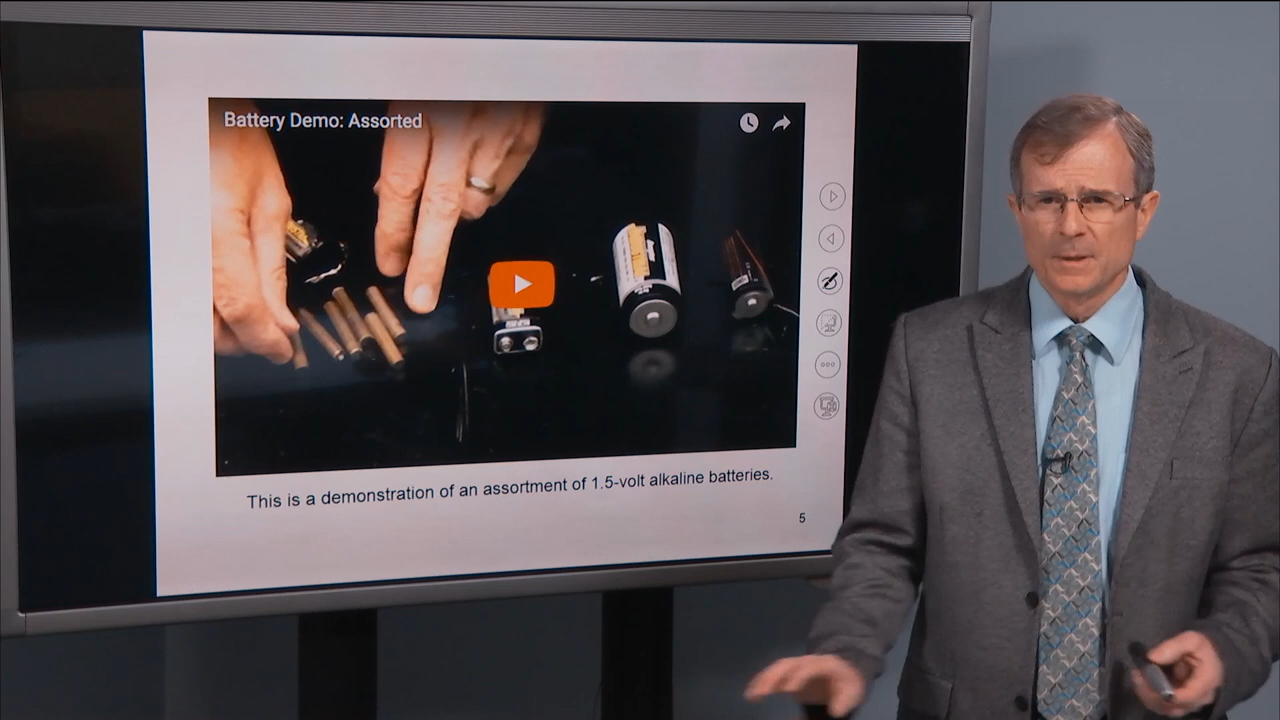 Battery Demo: Assorted
This is a demonstration of an assortment of 1.5-volt alkaline batteries.
5